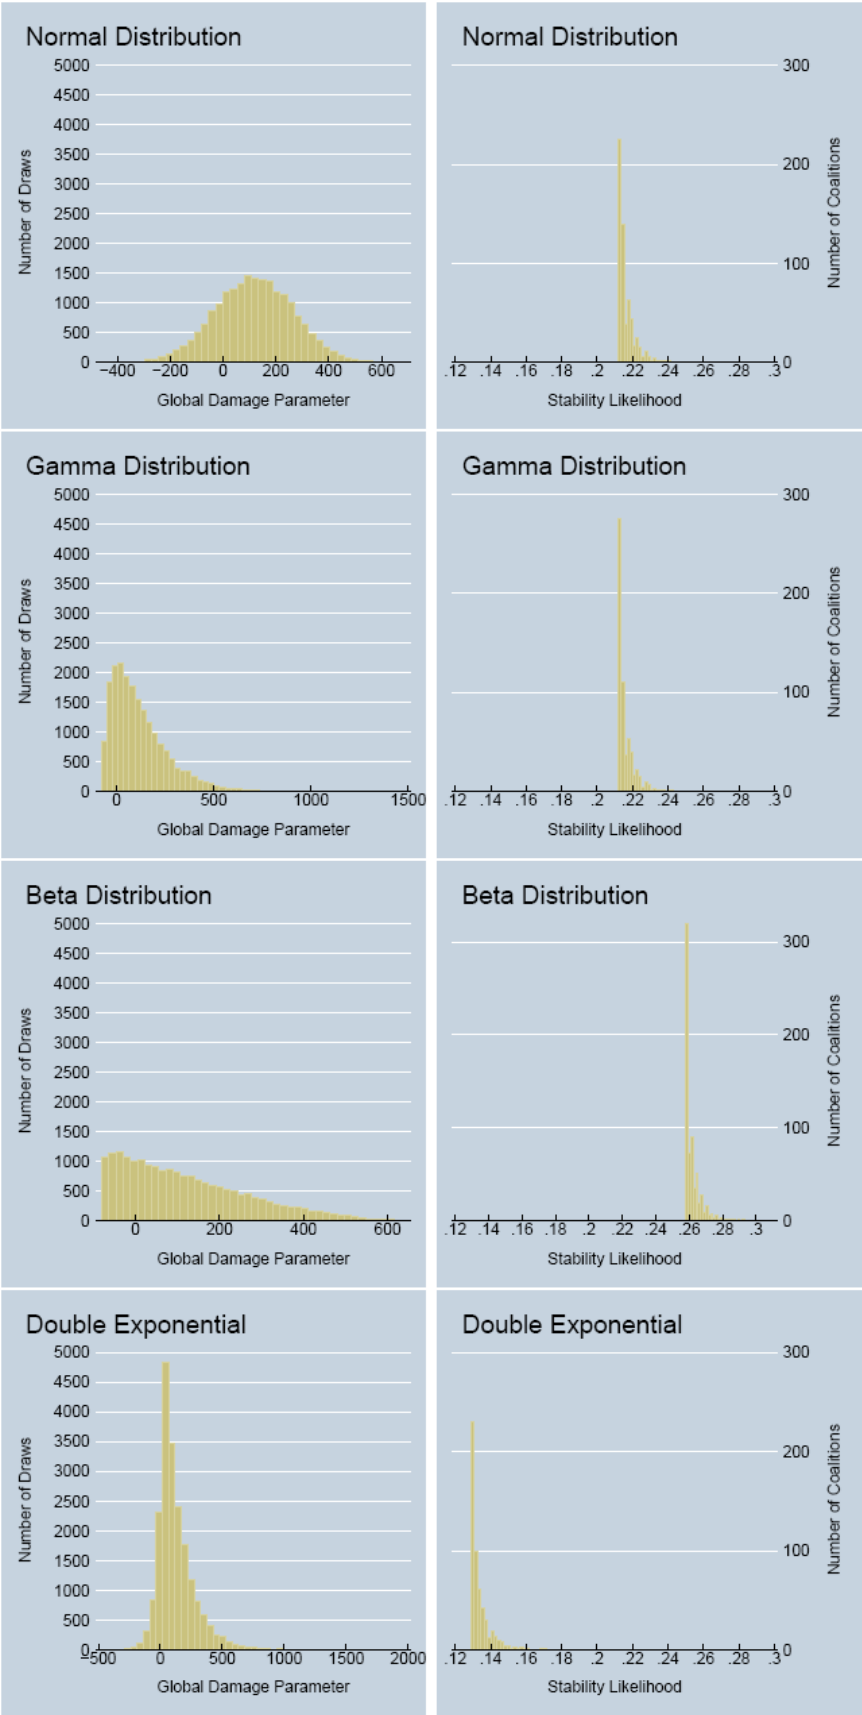 Normal Distribution
5000
4500
4000
3500
3000
2500
2000
1500
1000
500
0
Number of Draws
−400 −200 0 200 400 600
Global Damage Parameter
Normal Distribution
300
200
100
0
Number of Coalitions
.12 .14 .16 .18 .2 .22 .24 .26 .28 .3
Stability Likelihood
Gamma Distribution
5000
4500
4000
3500
3000
2500
2000
1500
1000
500
0
Number of Draws
0 500 1000 1500
Global Damage Parameter
Gamma Distribution
300
200
100
0
Number of Coalitions
.12 .14 .16 .18 .2 .22 .24 .26 .28 .3
Stability Likelihood
Beta Distribution
5000
4500
4000
3500
3000
2500
2000
1500
1000
500
0
Number of Draws
0 200 400 600
Global Damage Parameter
Beta Distribution
300
200
100
0
Number of Coalitions
.12 .14 .16 .18 .2 .22 .24 .26 .28 .3
Stability Likelihood
Double Exponential
5000
4500
4000
3500
3000
2500
2000
1500
1000
500
0
Number of Draws
−500 0 500 1000 1500 2000
Global Damage Parameter
Double Exponential
300
200
100
0
Number of Coalitions
.12 .14 .16 .18 .2 .22 .24 .26 .28 .3
Stability Likelihood